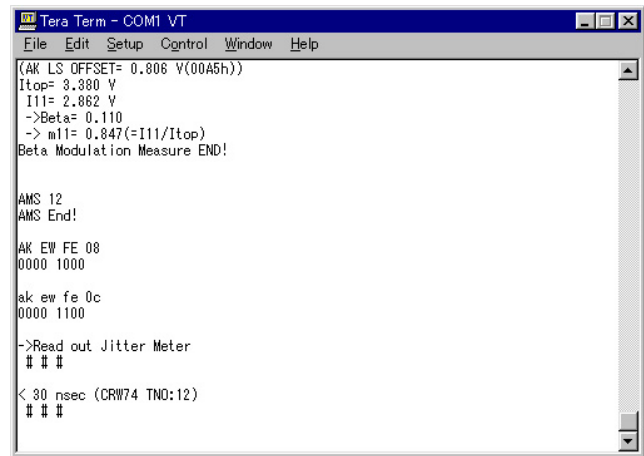 Tera Term - COM1 VT
File Edit Setup Control Window Help
(AK LS OFFSET= 0.806 V(00A5h))
Itop= 3.380 V
I11= 2.862 V
->Beta= 0.110
-> m11= 0.847(=I11/Itop)
Beta Modulation Measure END!
AMS 12
AMS End!
AK EW FE 08
0000 1000
ak ew fe 0c
0000 1100
->Read out Jitter Meter
# # #
< 30 nsec (CRW74 TNO:12)
# # #